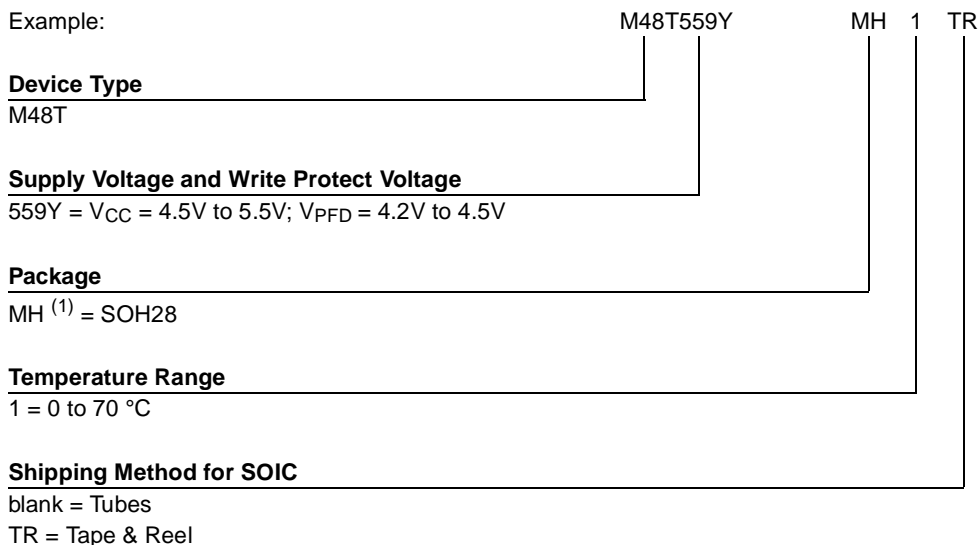 Example: M48T559Y MH 1 TR
Device Type
M48T
Supply Voltage and Write Protect Voltage
559Y = VCC = 4.5V to 5.5V; VPFD = 4.2V to 4.5V
Package
MH (1) = SOH28
Temperature Range
1 = 0 to 70 °C
Shipping Method for SOIC
blank = Tubes
TR = Tape & Reel